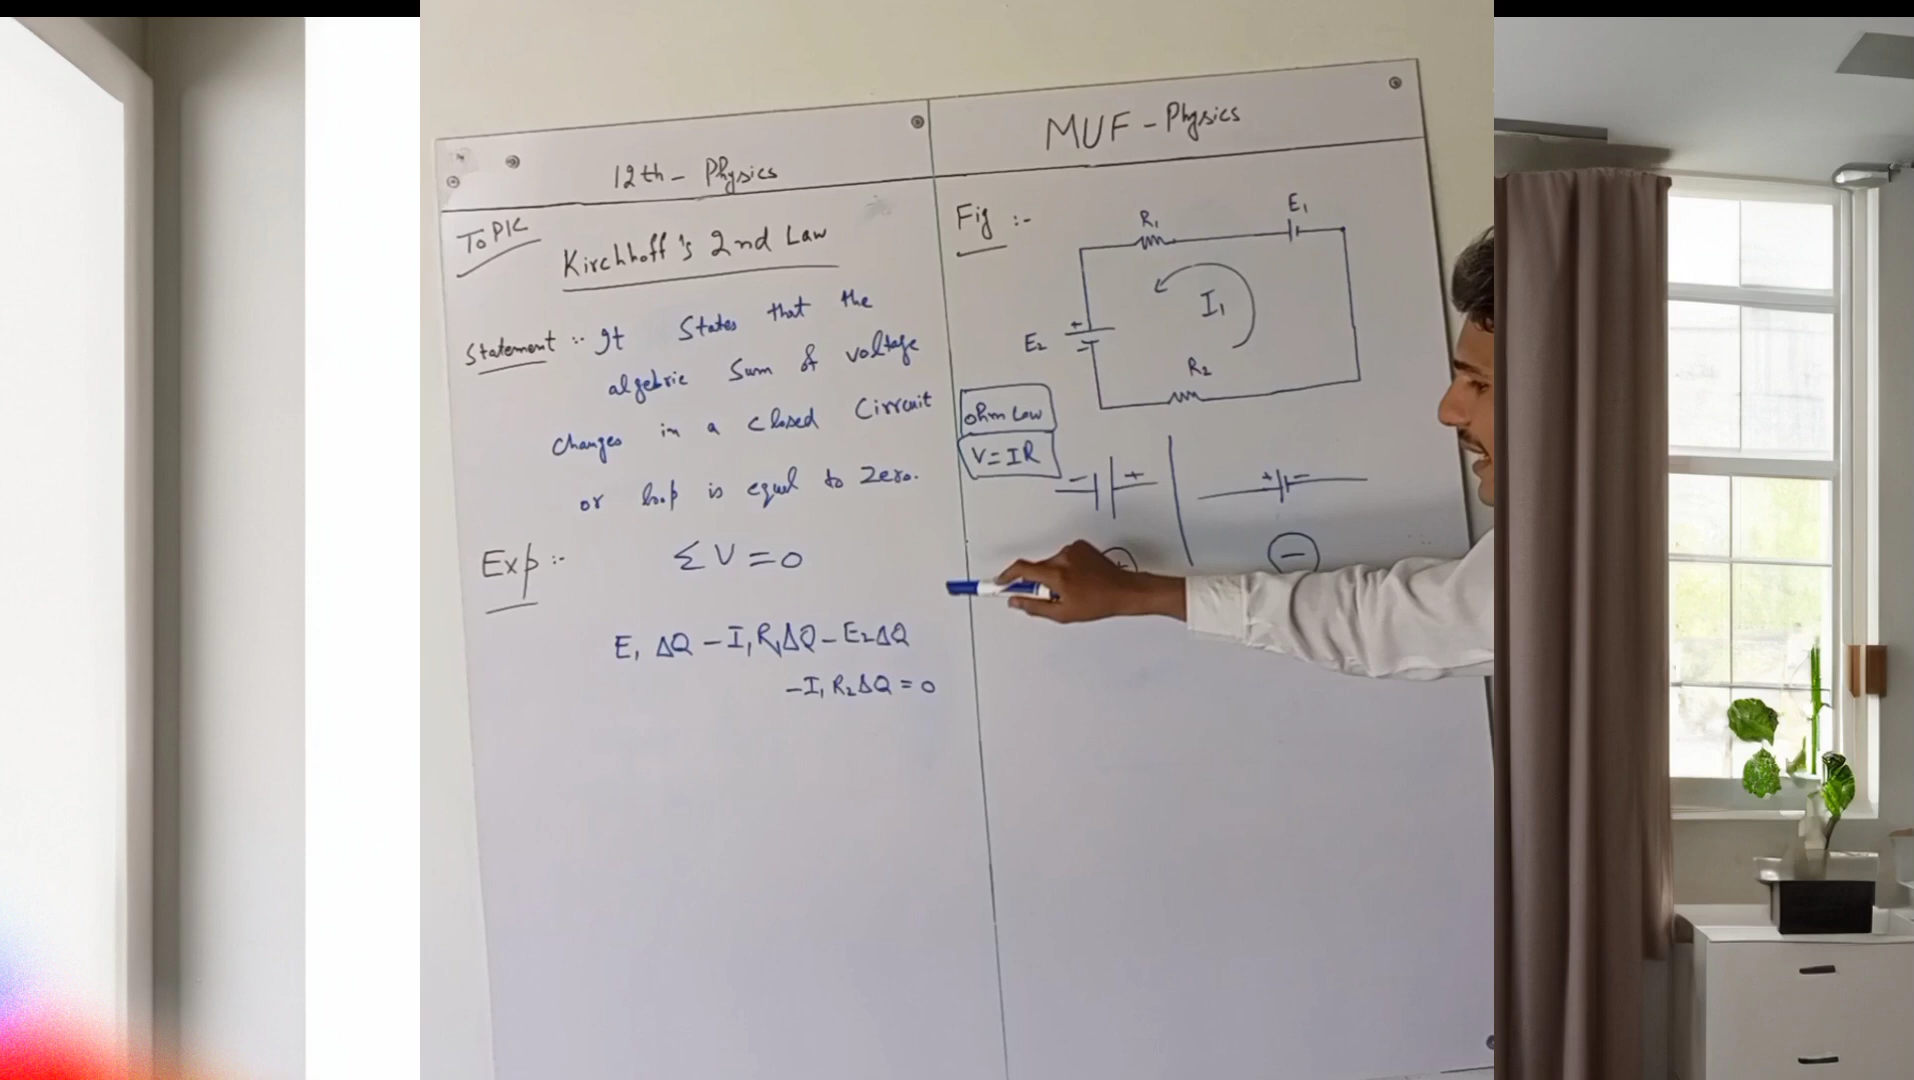 12th - Physics
TOPIC
Kirchhoff's 2nd Law
Statement :- It States that the
algebric Sum of voltage
changes in a closed Circuit
or loop is equal to Zero.
Exp :- Σ V = 0
E₁ ΔQ - I₁R₁ΔQ - E₂ΔQ
- I₁R₂ΔQ = 0
MUF - Physics
Fig :-
R₁
E₁
I₁
+
E₂
-
R₂
ohm Law
V = IR
- +
+ -
+
-